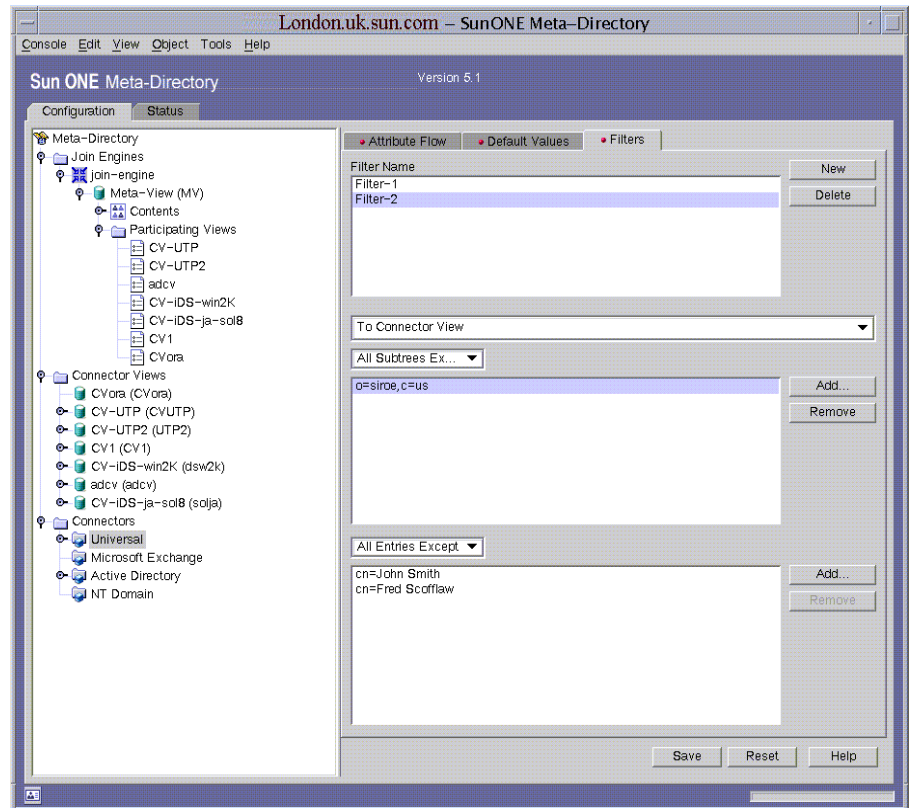 London.uk.sun.com – SunONE Meta–Directory
Console Edit View Object Tools Help
Sun ONE Meta-Directory
Version 5.1
Configuration
Status
Meta–Directory
Join Engines
join–engine
Meta–View (MV)
Contents
Participating Views
CV–UTP
CV–UTP2
adcv
CV–iDS–win2K
CV–iDS–ja–sol8
CV1
CVora
Connector Views
CVora (CVora)
CV–UTP (CVUTP)
CV–UTP2 (UTP2)
CV1 (CV1)
CV–iDS–win2K (dsw2k)
adcv (adcv)
CV–iDS–ja–sol8 (solja)
Connectors
Universal
Microsoft Exchange
Active Directory
NT Domain
Attribute Flow
Default Values
Filters
Filter Name
Filter–1
Filter–2
New
Delete
To Connector View
All Subtrees Ex...
o=siroe,c=us
Add...
Remove
All Entries Except
cn=John Smith
cn=Fred Scofflaw
Add...
Remove
Save
Reset
Help